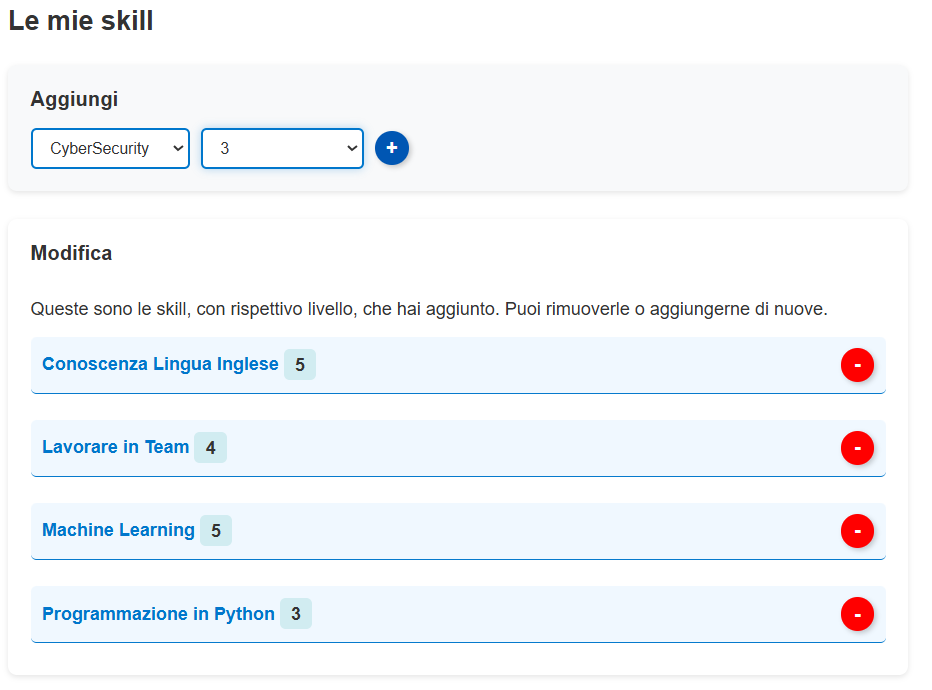 Le mie skill
Aggiungi
CyberSecurity 3 +
Modifica
Queste sono le skill, con rispettivo livello, che hai aggiunto. Puoi rimuoverle o aggiungerne di nuove.
Conoscenza Lingua Inglese 5 -
Lavorare in Team 4 -
Machine Learning 5 -
Programmazione in Python 3 -